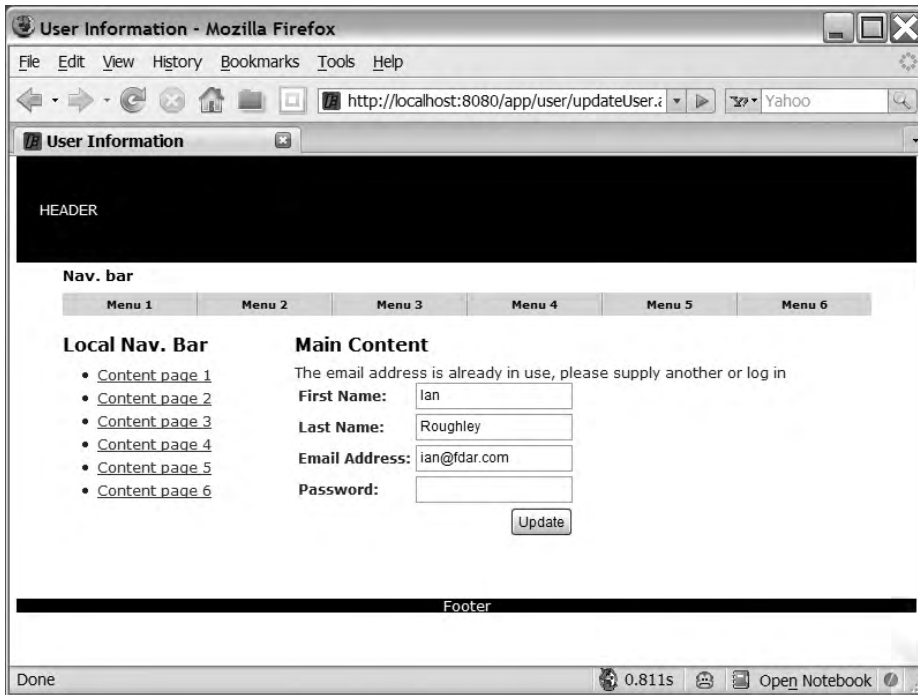 User Information - Mozilla Firefox
File Edit View History Bookmarks Tools Help
http://localhost:8080/app/user/updateUser.a
Yahoo
User Information
HEADER
Nav. bar
Menu 1 Menu 2 Menu 3 Menu 4 Menu 5 Menu 6
Local Nav. Bar
Content page 1
Content page 2
Content page 3
Content page 4
Content page 5
Content page 6
Main Content
The email address is already in use, please supply another or log in
First Name: Ian
Last Name: Roughley
Email Address: ian@fdar.com
Password:
Update
Footer
Done 0.811s Open Notebook